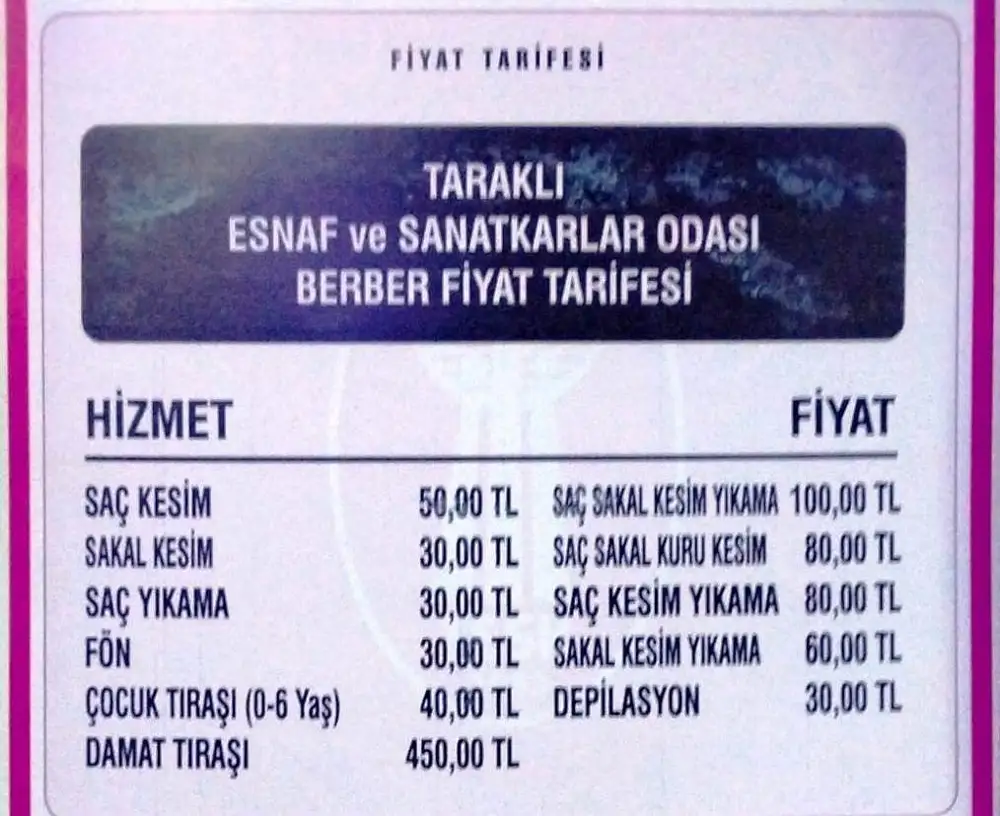 FİYAT TARİFESİ
TARAKLI
ESNAF ve SANATKARLAR ODASI
BERBER FİYAT TARİFESİ
HİZMET FİYAT
SAÇ KESİM 50,00 TL SAÇ SAKAL KESİM YIKAMA 100,00 TL
SAKAL KESİM 30,00 TL SAÇ SAKAL KURU KESİM 80,00 TL
SAÇ YIKAMA 30,00 TL SAÇ KESİM YIKAMA 80,00 TL
FÖN 30,00 TL SAKAL KESİM YIKAMA 60,00 TL
ÇOCUK TIRAŞI (0-6 Yaş) 40,00 TL DEPİLASYON 30,00 TL
DAMAT TIRAŞI 450,00 TL